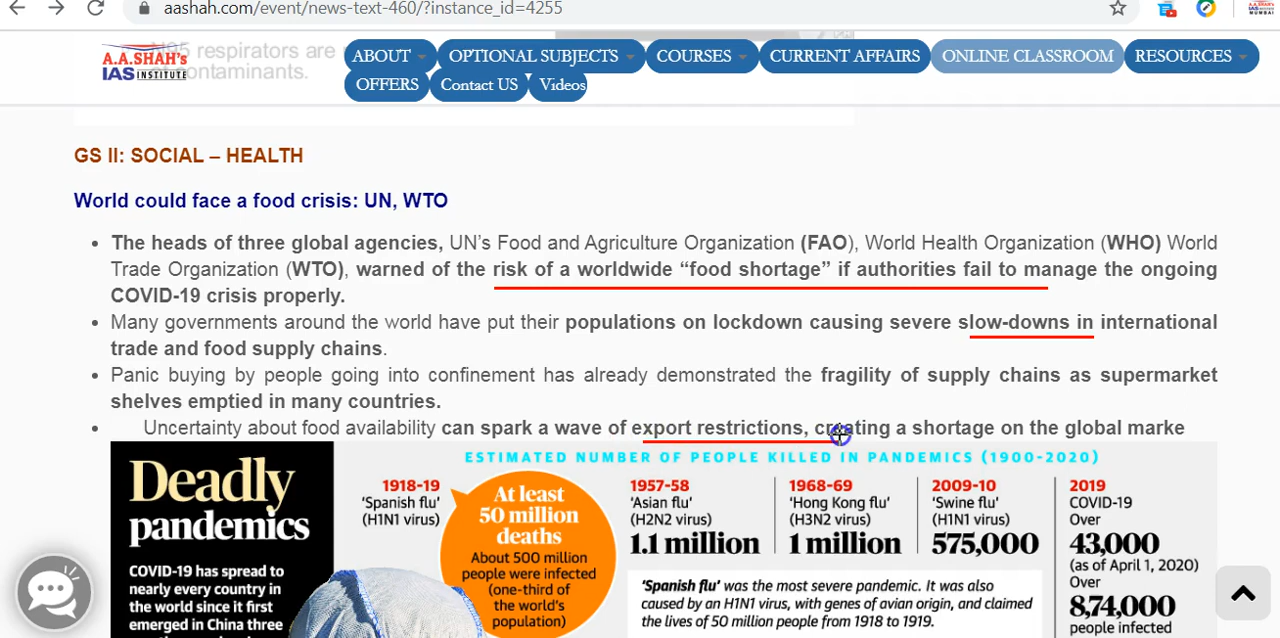 aashah.com/event/news-text-460/?instance_id=4255
N95 respirators are
of contaminants.
A.A.SHAH's
IAS INSTITUTE
ABOUT
OPTIONAL SUBJECTS
COURSES
CURRENT AFFAIRS
ONLINE CLASSROOM
RESOURCES
OFFERS
Contact US
Videos
GS II: SOCIAL – HEALTH
World could face a food crisis: UN, WTO
• The heads of three global agencies, UN's Food and Agriculture Organization (FAO), World Health Organization (WHO) World
Trade Organization (WTO), warned of the risk of a worldwide “food shortage” if authorities fail to manage the ongoing
COVID-19 crisis properly.
• Many governments around the world have put their populations on lockdown causing severe slow-downs in international
trade and food supply chains.
• Panic buying by people going into confinement has already demonstrated the fragility of supply chains as supermarket
shelves emptied in many countries.
• Uncertainty about food availability can spark a wave of export restrictions, creating a shortage on the global marke
Deadly
pandemics
COVID-19 has spread to
nearly every country in
the world since it first
emerged in China three
ESTIMATED NUMBER OF PEOPLE KILLED IN PANDEMICS (1900-2020)
1918-19
'Spanish flu'
(H1N1 virus)
At least
50 million
deaths
About 500 million
people were infected
(one-third of
the world's
population)
1957-58
'Asian flu'
(H2N2 virus)
1.1 million
1968-69
'Hong Kong flu'
(H3N2 virus)
1 million
2009-10
'Swine flu'
(H1N1 virus)
575,000
2019
COVID-19
Over
43,000
(as of April 1, 2020)
Over
8,74,000
people infected
'Spanish flu' was the most severe pandemic. It was also
caused by an H1N1 virus, with genes of avian origin, and claimed
the lives of 50 million people from 1918 to 1919.